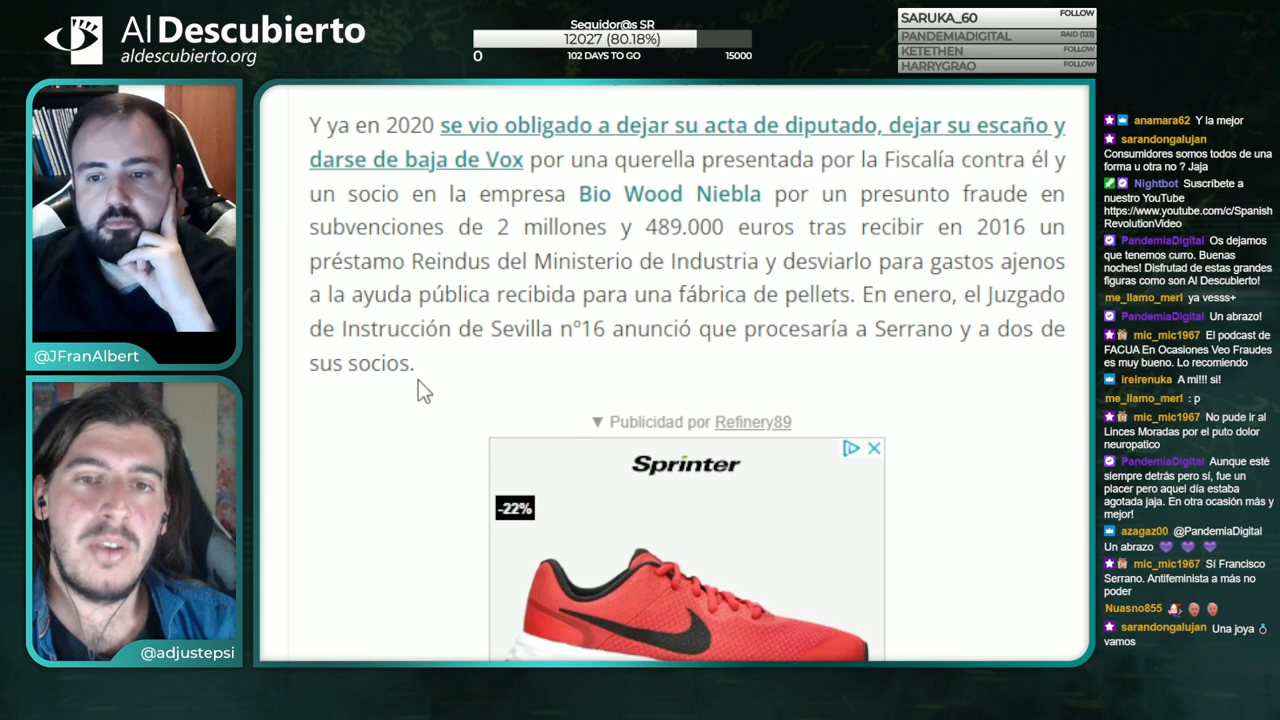 Al Descubierto
aldescubierto.org
Seguidor@s SR
12027 (80.18%)
0
102 DAYS TO GO
15000
SARUKA_60 FOLLOW
PANDEMIADIGITAL RAID (123)
KETETHEN FOLLOW
HARRYGRAO FOLLOW
@JFranAlbert
@adjustepsi
Y ya en 2020 se vio obligado a dejar su acta de diputado, dejar su escaño y
darse de baja de Vox por una querella presentada por la Fiscalía contra él y
un socio en la empresa Bio Wood Niebla por un presunto fraude en
subvenciones de 2 millones y 489.000 euros tras recibir en 2016 un
préstamo Reindus del Ministerio de Industria y desviarlo para gastos ajenos
a la ayuda pública recibida para una fábrica de pellets. En enero, el Juzgado
de Instrucción de Sevilla nº16 anunció que procesaría a Serrano y a dos de
sus socios.
▼ Publicidad por Refinery89
Sprinter
-22%
anamara62 Y la mejor
sarandongalujan
Consumidores somos todos de una
forma u otra no ? Jaja
Nightbot Suscríbete a
nuestro YouTube
https://www.youtube.com/c/Spanish
RevolutionVideo
PandemiaDigital Os dejamos
que tenemos curro. Buenas
noches! Disfrutad de estas grandes
figuras como son Al Descubierto!
me_llamo_merl ya vesss+
PandemiaDigital Un abrazo!
mic_mic1967 El podcast de
FACUA En Ocasiones Veo Fraudes
es muy bueno. Lo recomiendo
ireirenuka A mi!!! si!
me_llamo_merl : p
mic_mic1967 No pude ir al
Linces Moradas por el puto dolor
neuropatico
PandemiaDigital Aunque esté
siempre detrás pero sí, fue un
placer pero aquel día estaba
agotada jaja. En otra ocasión más y
mejor!
azagaz00 @PandemiaDigital
Un abrazo 💜 💜 💜
mic_mic1967 Sí Francisco
Serrano. Antifeminista a más no
poder
Nuasno855
sarandongalujan Una joya 💍
vamos